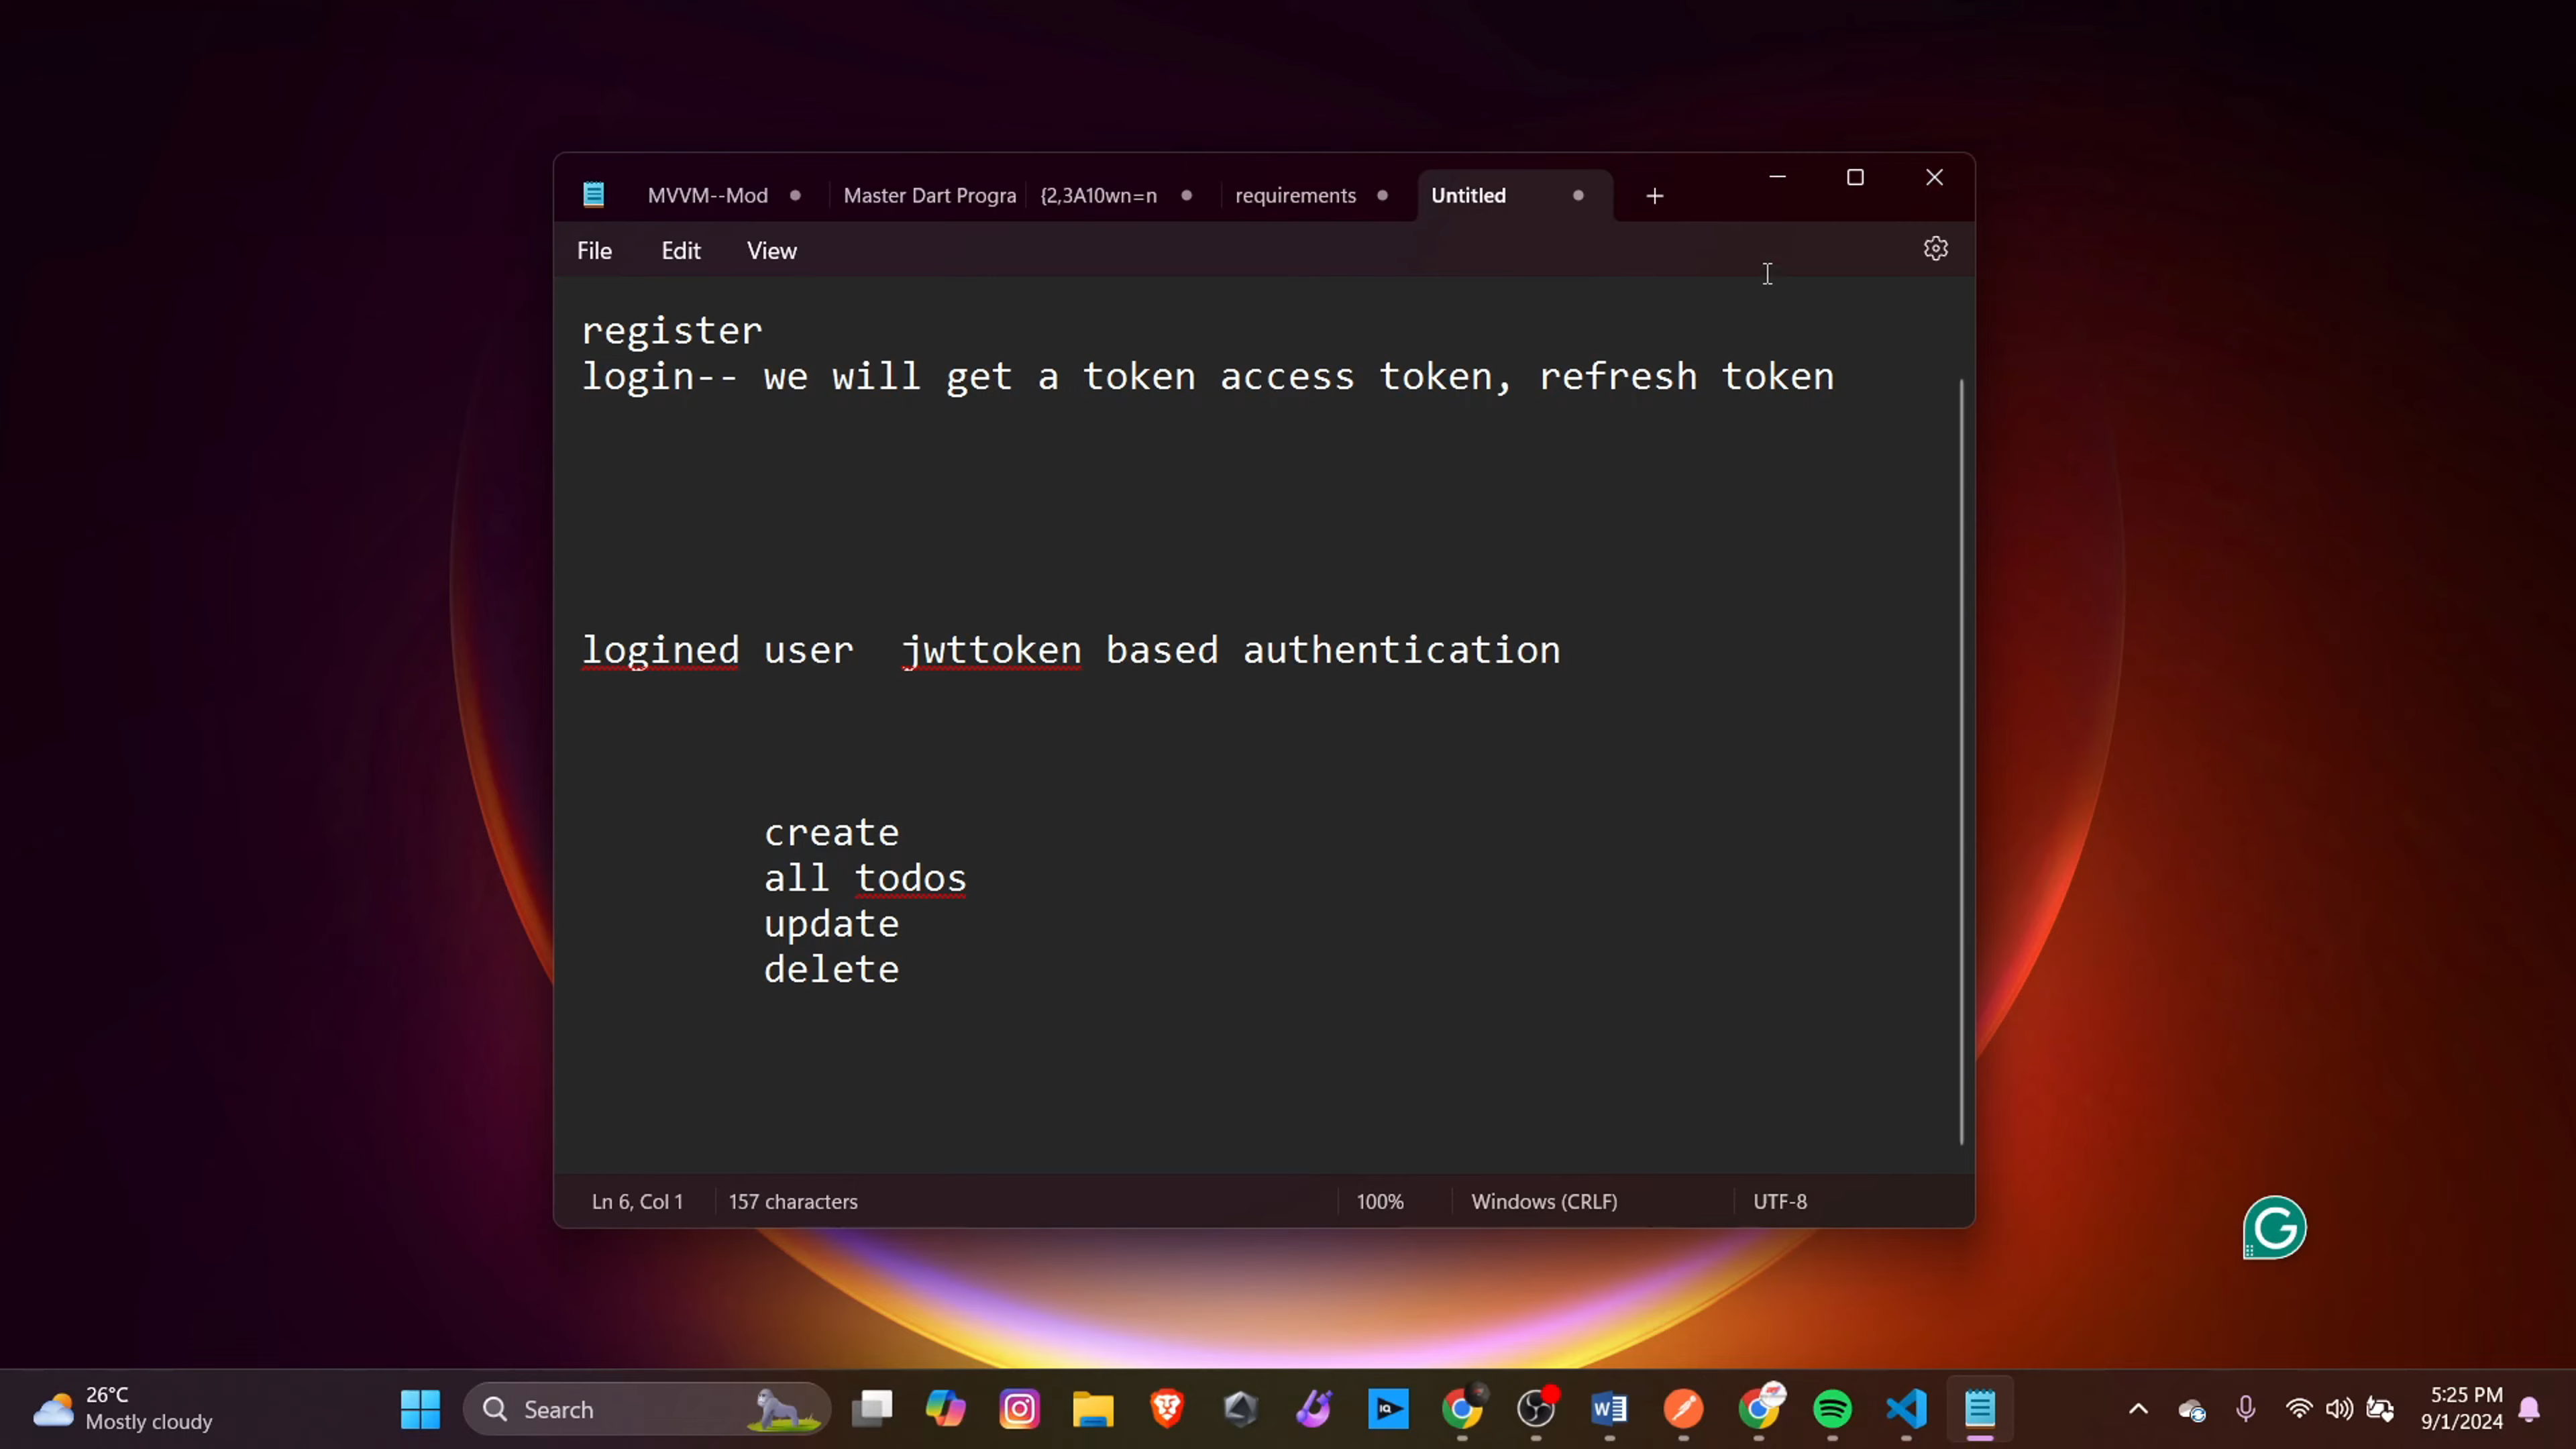 MVVM--Mod
Master Dart Progra
{2,3A10wn=n
requirements
Untitled
File
Edit
View
register
login-- we will get a token access token, refresh token
logined user  jwttoken based authentication
create
all todos
update
delete
Ln 6, Col 1
157 characters
100%
Windows (CRLF)
UTF-8
26°C
Mostly cloudy
Search
5:25 PM
9/1/2024